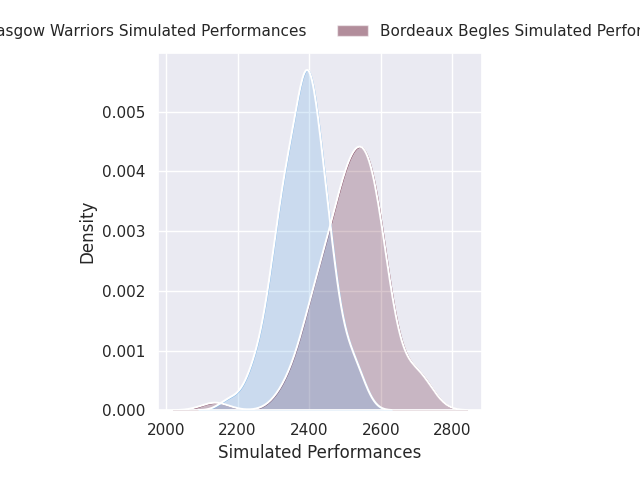 asgow Warriors Simulated Performances
Bordeaux Begles Simulated Perfor
0.005
0.004
0.003
0.002
0.001
0.000
Density
2000 2200 2400 2600 2800
Simulated Performances